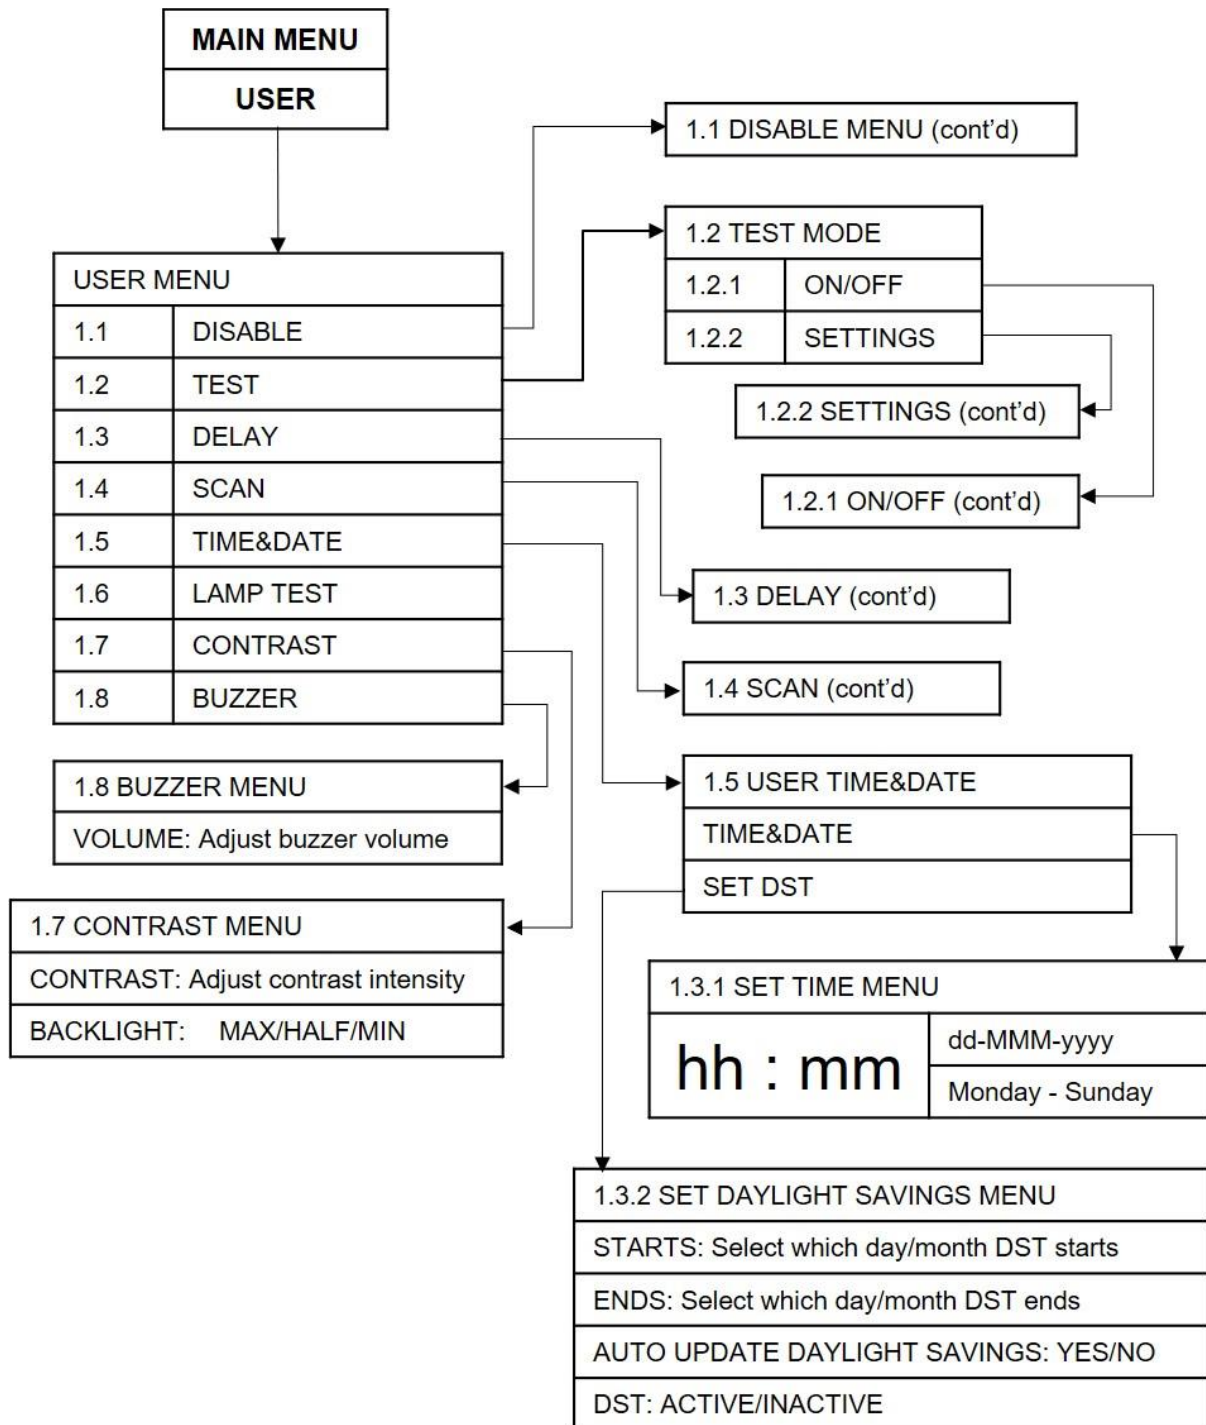 MAIN MENU
USER
1.1 DISABLE MENU (cont’d)
1.2 TEST MODE
1.2.1 ON/OFF
1.2.2 SETTINGS
1.2.2 SETTINGS (cont’d)
1.2.1 ON/OFF (cont’d)
USER MENU
1.1 DISABLE
1.2 TEST
1.3 DELAY
1.4 SCAN
1.5 TIME&DATE
1.6 LAMP TEST
1.7 CONTRAST
1.8 BUZZER
1.3 DELAY (cont’d)
1.4 SCAN (cont’d)
1.8 BUZZER MENU
VOLUME: Adjust buzzer volume
1.5 USER TIME&DATE
TIME&DATE
SET DST
1.7 CONTRAST MENU
CONTRAST: Adjust contrast intensity
BACKLIGHT: MAX/HALF/MIN
1.3.1 SET TIME MENU
hh : mm
dd-MMM-yyyy
Monday - Sunday
1.3.2 SET DAYLIGHT SAVINGS MENU
STARTS: Select which day/month DST starts
ENDS: Select which day/month DST ends
AUTO UPDATE DAYLIGHT SAVINGS: YES/NO
DST: ACTIVE/INACTIVE